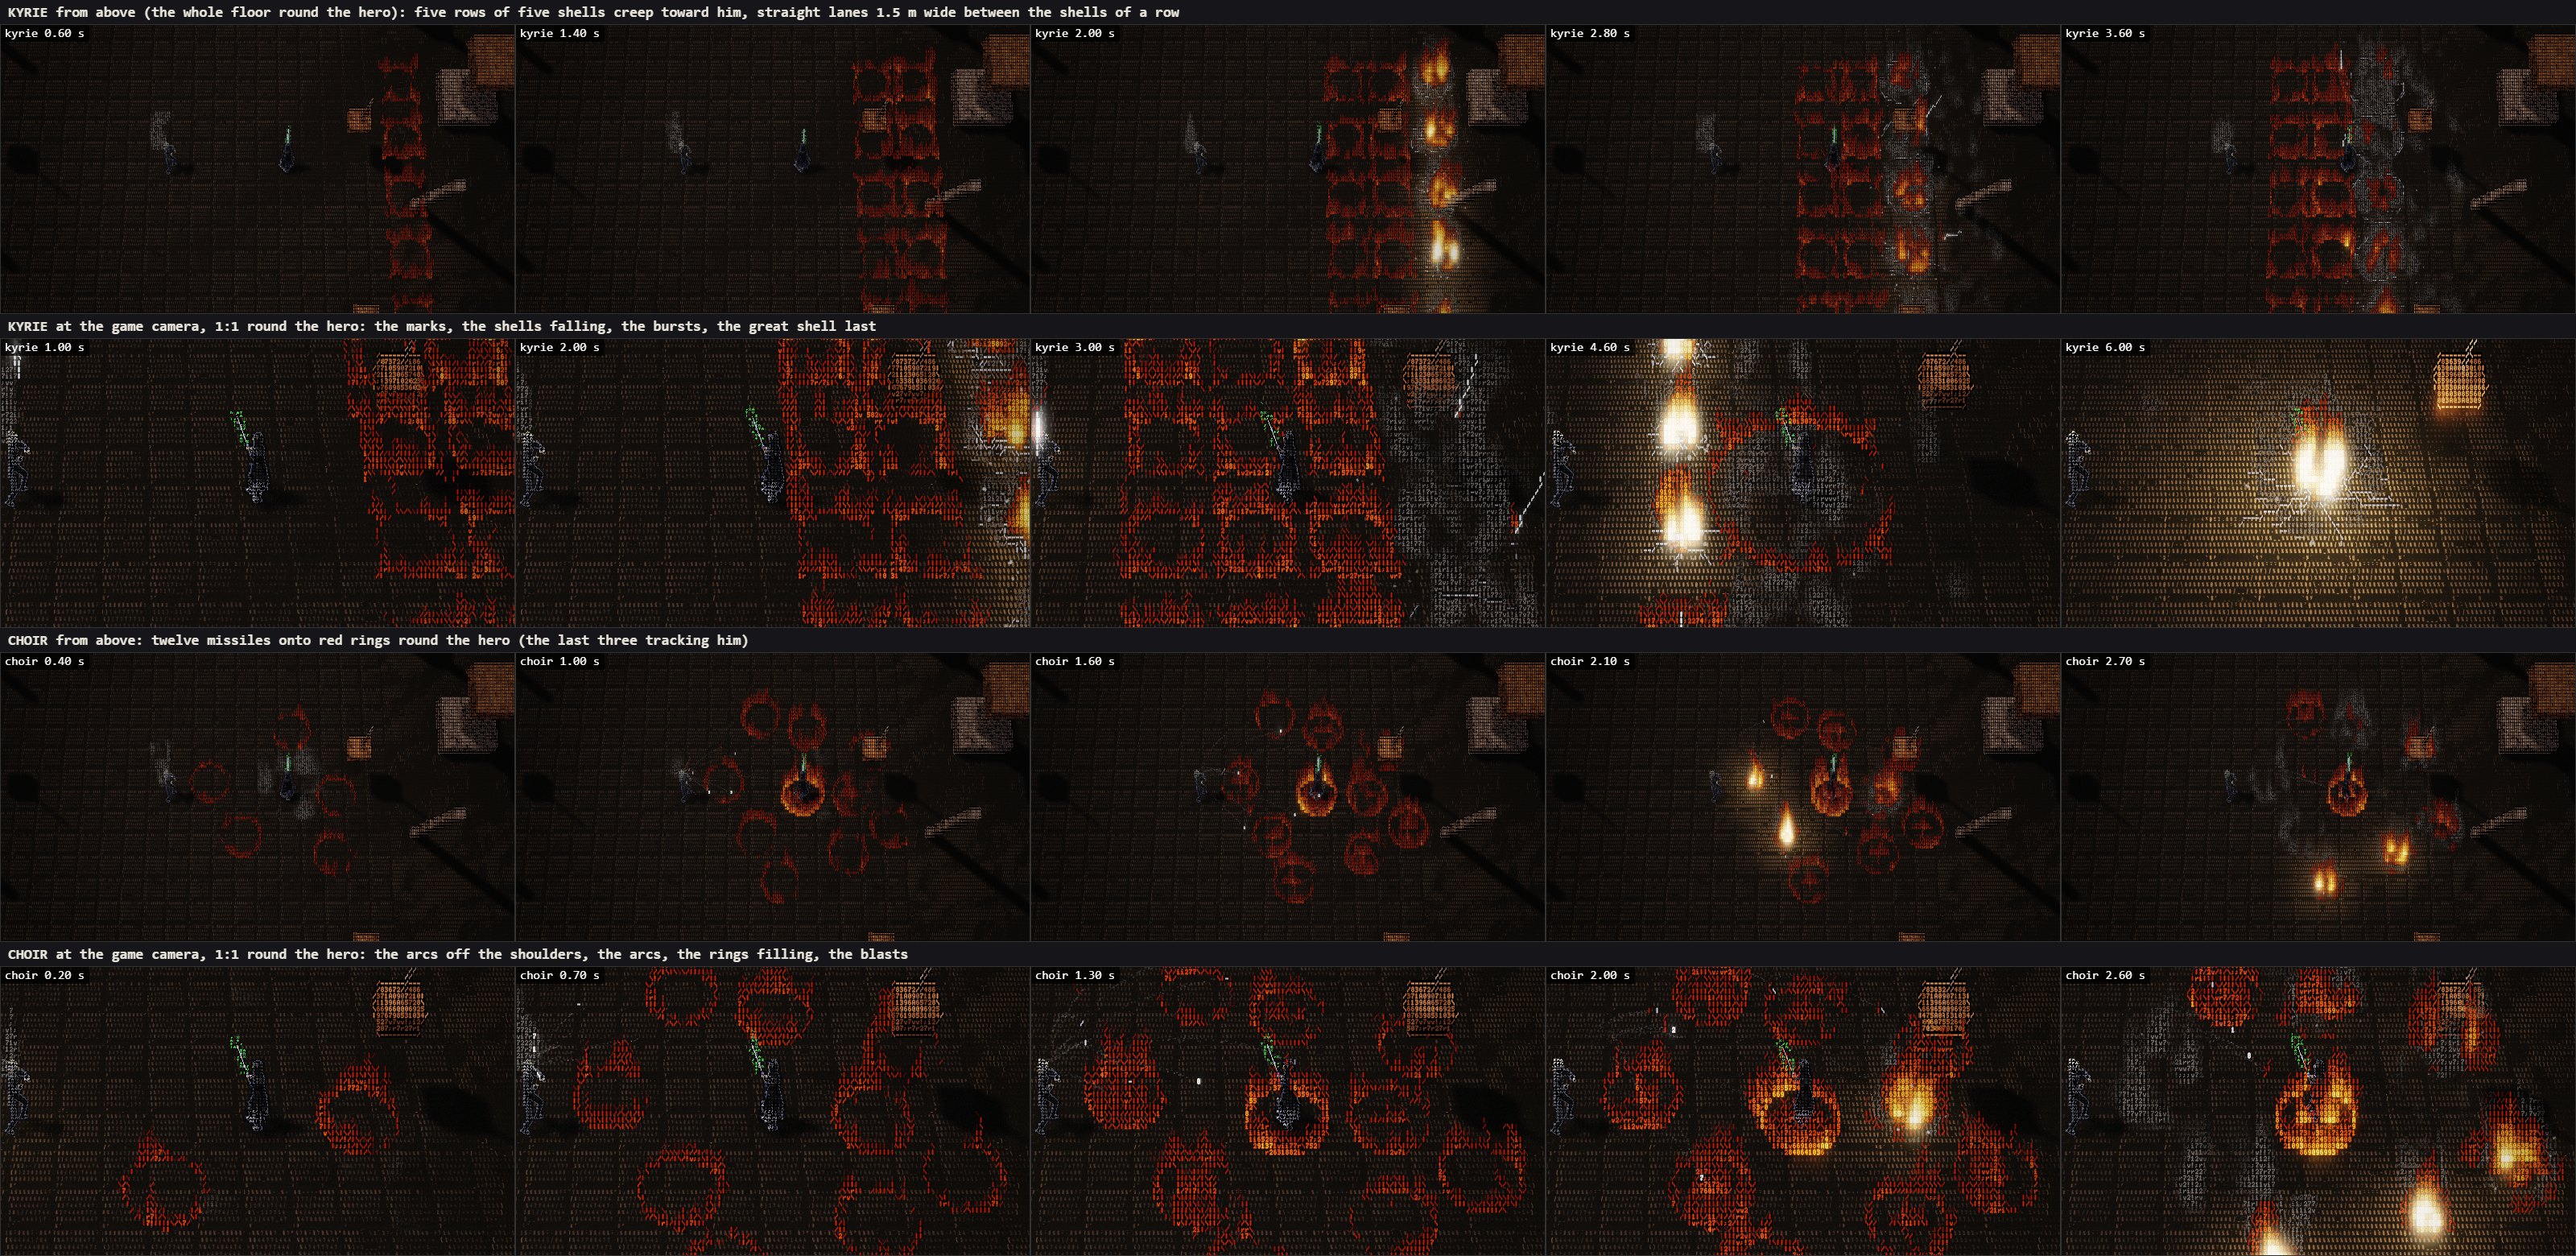 KYRIE from above (the whole floor round the hero): five rows of five shells creep toward him, straight lanes 1.5 m wide between the shells of a row
kyrie 0.60 s
kyrie 1.40 s
kyrie 2.00 s
kyrie 2.80 s
kyrie 3.60 s
KYRIE at the game camera, 1:1 round the hero: the marks, the shells falling, the bursts, the great shell last
kyrie 1.00 s
kyrie 2.00 s
kyrie 3.00 s
kyrie 4.60 s
kyrie 6.00 s
CHOIR from above: twelve missiles onto red rings round the hero (the last three tracking him)
choir 0.40 s
choir 1.00 s
choir 1.60 s
choir 2.10 s
choir 2.70 s
CHOIR at the game camera, 1:1 round the hero: the arcs off the shoulders, the arcs, the rings filling, the blasts
choir 0.20 s
choir 0.70 s
choir 1.30 s
choir 2.00 s
choir 2.60 s